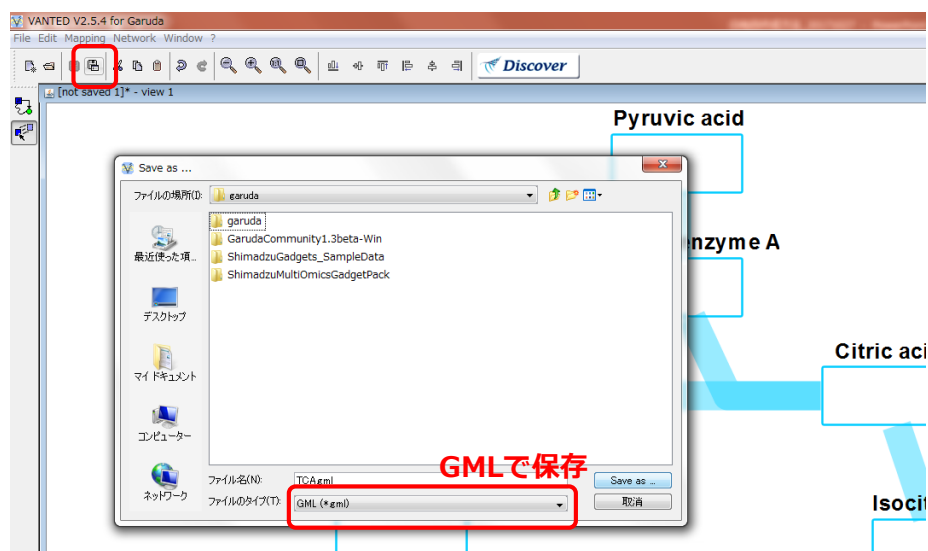 VANTED V2.5.4 for Garuda
File Edit Mapping Network Window ?
Discover
[not saved 1]* - view 1
Pyruvic acid
Save as ...
ファイルの場所(I):
garuda
garuda
GarudaCommunity1.3beta-Win
ShimadzuGadgets_SampleData
ShimadzuMultiOmicsGadgetPack
最近使った項...
デスクトップ
マイ ドキュメント
コンピューター
ネットワーク
enzyme A
Citric aci
GMLで保存
ファイル名(N):
TCA.gml
Save as ...
ファイルのタイプ(T):
GML (*.gml)
取消
Isocit